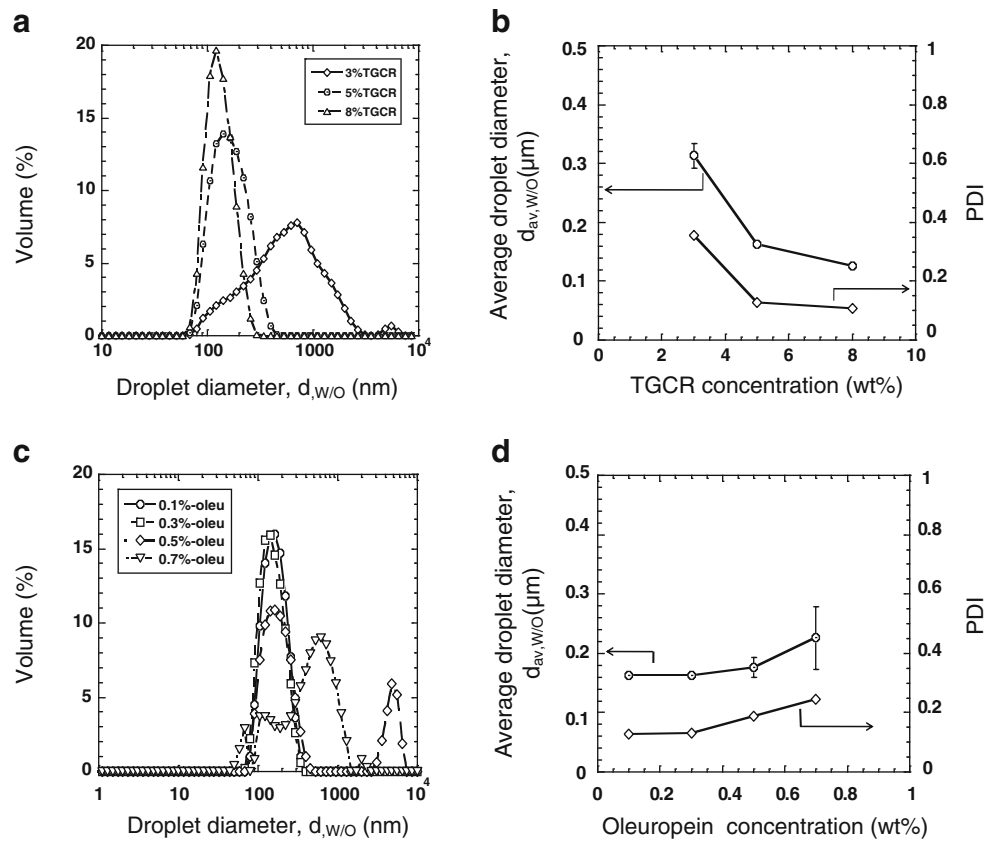 a
20
15
10
5
0
Volume (%)
3%TGCR
5%TGCR
8%TGCR
10
100
1000
10⁴
Droplet diameter, d,W/O (nm)
b
0.5
0.4
0.3
0.2
0.1
0
Average droplet diameter,
dav,W/O(µm)
1
0.8
0.6
0.4
0.2
0
PDI
0
2
4
6
8
10
TGCR concentration (wt%)
c
20
15
10
5
0
Volume (%)
0.1%-oleu
0.3%-oleu
0.5%-oleu
0.7%-oleu
1
10
100
1000
10⁴
Droplet diameter, d,W/O (nm)
d
0.5
0.4
0.3
0.2
0.1
0
Average droplet diameter,
dav,W/O(µm)
1
0.8
0.6
0.4
0.2
0
PDI
0
0.2
0.4
0.6
0.8
1
Oleuropein concentration (wt%)